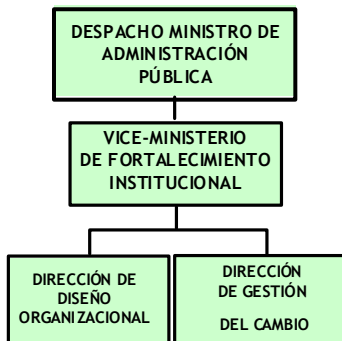 DESPACHO MINISTRO DE
ADMINISTRACIÓN
PÚBLICA
VICE-MINISTERIO
DE FORTALECIMIENTO
INSTITUCIONAL
DIRECCIÓN DE
DISEÑO
ORGANIZACIONAL
DIRECCIÓN
DE GESTIÓN
DEL CAMBIO